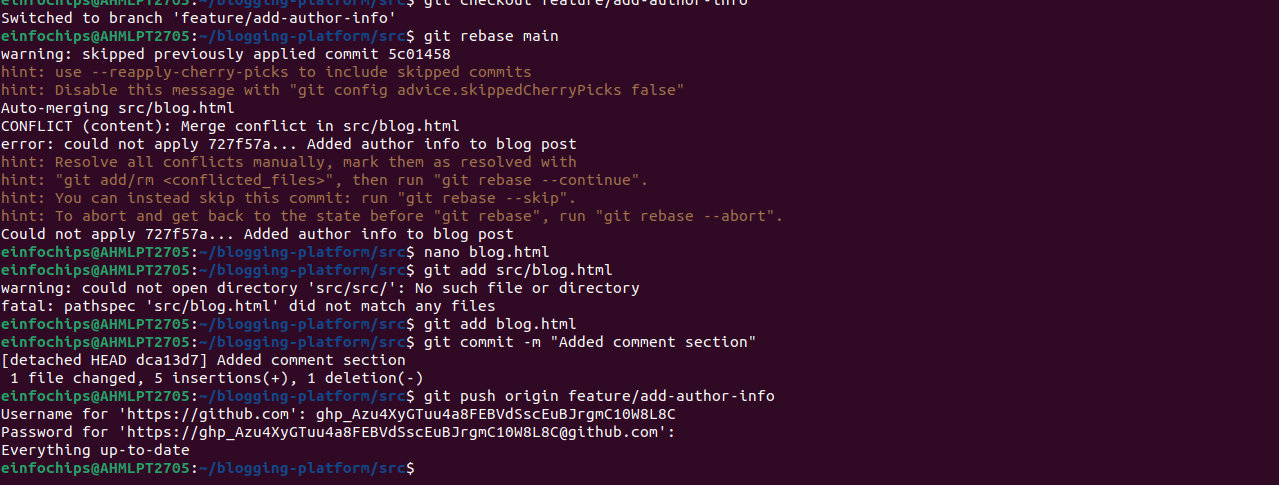 einfochips@AHMLPT2705:~/blogging-platform/src$ git checkout feature/add-author-info
Switched to branch 'feature/add-author-info'
einfochips@AHMLPT2705:~/blogging-platform/src$ git rebase main
warning: skipped previously applied commit 5c01458
hint: use --reapply-cherry-picks to include skipped commits
hint: Disable this message with "git config advice.skippedCherryPicks false"
Auto-merging src/blog.html
CONFLICT (content): Merge conflict in src/blog.html
error: could not apply 727f57a... Added author info to blog post
hint: Resolve all conflicts manually, mark them as resolved with
hint: "git add/rm <conflicted_files>", then run "git rebase --continue".
hint: You can instead skip this commit: run "git rebase --skip".
hint: To abort and get back to the state before "git rebase", run "git rebase --abort".
Could not apply 727f57a... Added author info to blog post
einfochips@AHMLPT2705:~/blogging-platform/src$ nano blog.html
einfochips@AHMLPT2705:~/blogging-platform/src$ git add src/blog.html
warning: could not open directory 'src/src/': No such file or directory
fatal: pathspec 'src/blog.html' did not match any files
einfochips@AHMLPT2705:~/blogging-platform/src$ git add blog.html
einfochips@AHMLPT2705:~/blogging-platform/src$ git commit -m "Added comment section"
[detached HEAD dca13d7] Added comment section
 1 file changed, 5 insertions(+), 1 deletion(-)
einfochips@AHMLPT2705:~/blogging-platform/src$ git push origin feature/add-author-info
Username for 'https://github.com': [access token redacted]
Password for 'https://[access token redacted]@github.com':
Everything up-to-date
einfochips@AHMLPT2705:~/blogging-platform/src$